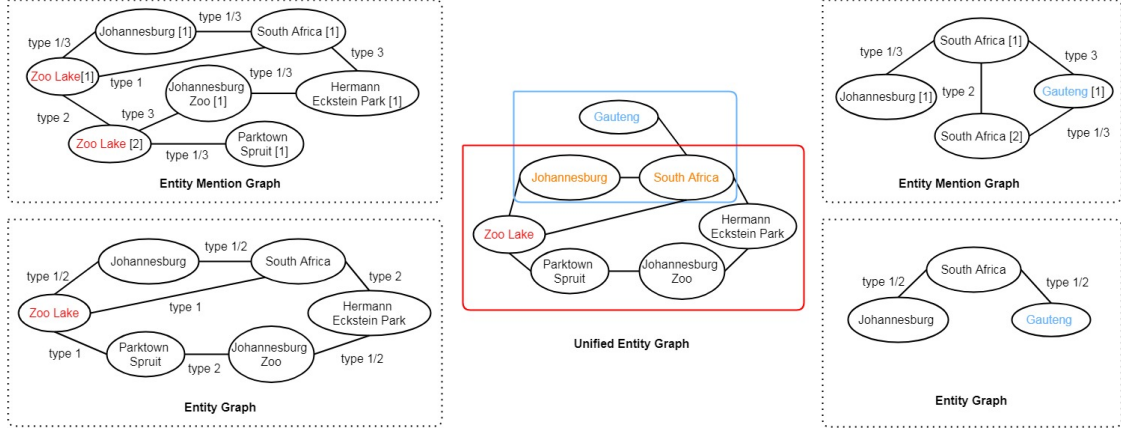 type 1/3
Johannesburg [1]
South Africa [1]
type 1/3
type 3
Zoo Lake[1]
type 1
type 1/3
Johannesburg
Zoo [1]
Hermann
Eckstein Park [1]
type 2
type 3
Zoo Lake [2]
Parktown
Spruit [1]
type 1/3
Entity Mention Graph
type 1/2
Johannesburg
South Africa
type 1/2
type 2
Zoo Lake
type 1
Hermann
Eckstein Park
type 1
Parktown
Spruit
type 2
Johannesburg
Zoo
type 1/2
Entity Graph
Gauteng
Johannesburg
South Africa
Zoo Lake
Hermann
Eckstein Park
Parktown
Spruit
Johannesburg
Zoo
Unified Entity Graph
South Africa [1]
type 1/3
type 3
Johannesburg [1]
type 2
Gauteng [1]
South Africa [2]
type 1/3
Entity Mention Graph
South Africa
type 1/2
type 1/2
Johannesburg
Gauteng
Entity Graph